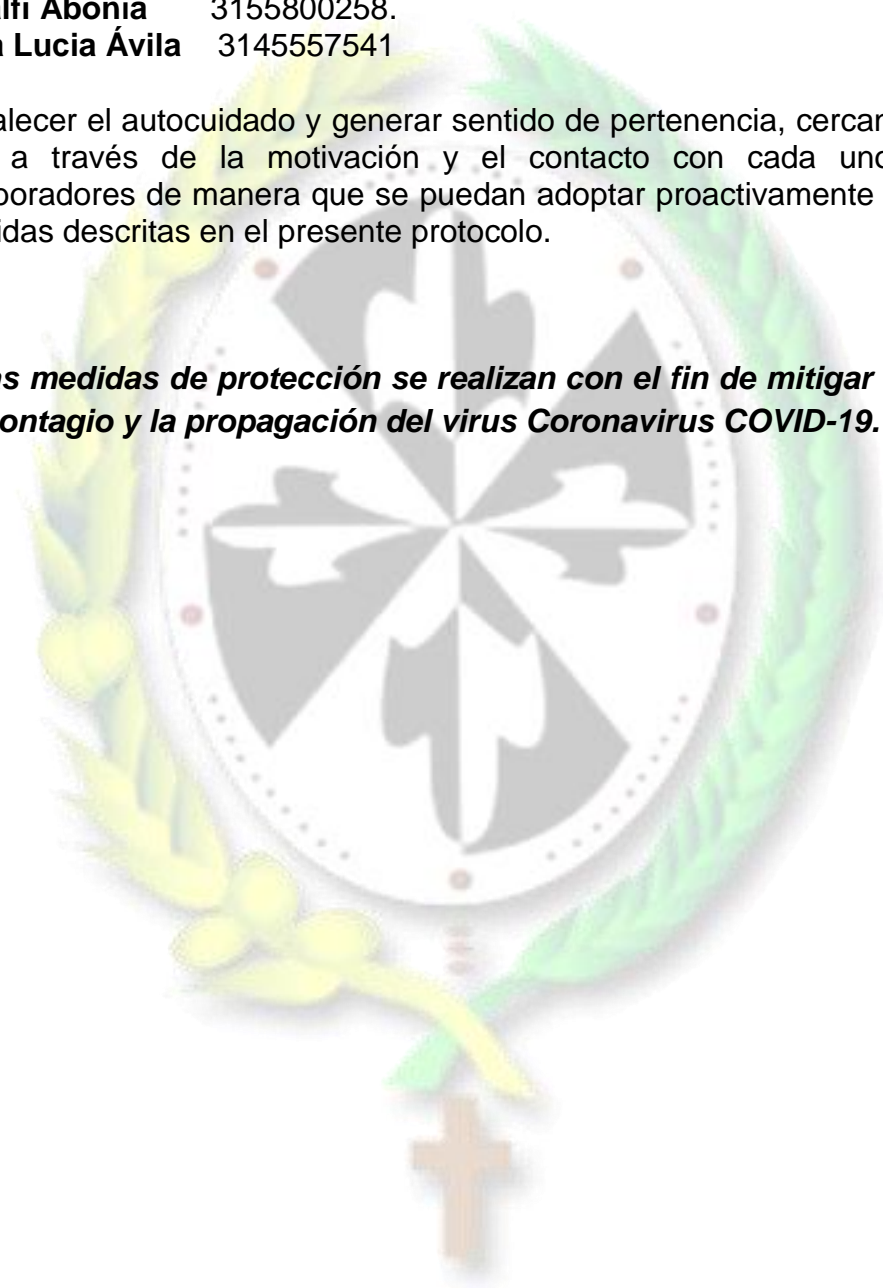 alfi Abonia 3155800258.
a Lucia Ávila 3145557541
alecer el autocuidado y generar sentido de pertenencia, cercan
a través de la motivación y el contacto con cada uno
boradores de manera que se puedan adoptar proactivamente
idas descritas en el presente protocolo.
as medidas de protección se realizan con el fin de mitigar
ontagio y la propagación del virus Coronavirus COVID-19.